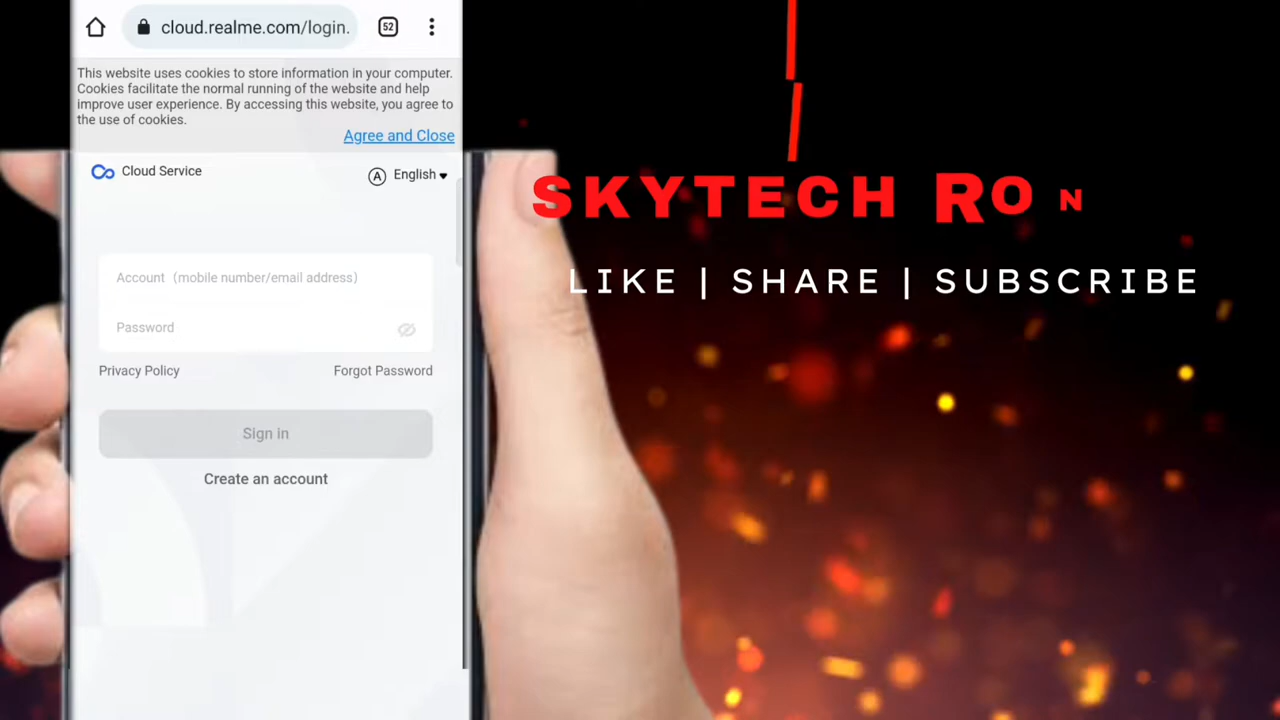 cloud.realme.com/login.
52
This website uses cookies to store information in your computer.
Cookies facilitate the normal running of the website and help
improve user experience. By accessing this website, you agree to
the use of cookies.
Agree and Close
Cloud Service
A English
Account (mobile number/email address)
Password
Privacy Policy
Forgot Password
Sign in
Create an account
SKYTECH RO N
LIKE | SHARE | SUBSCRIBE